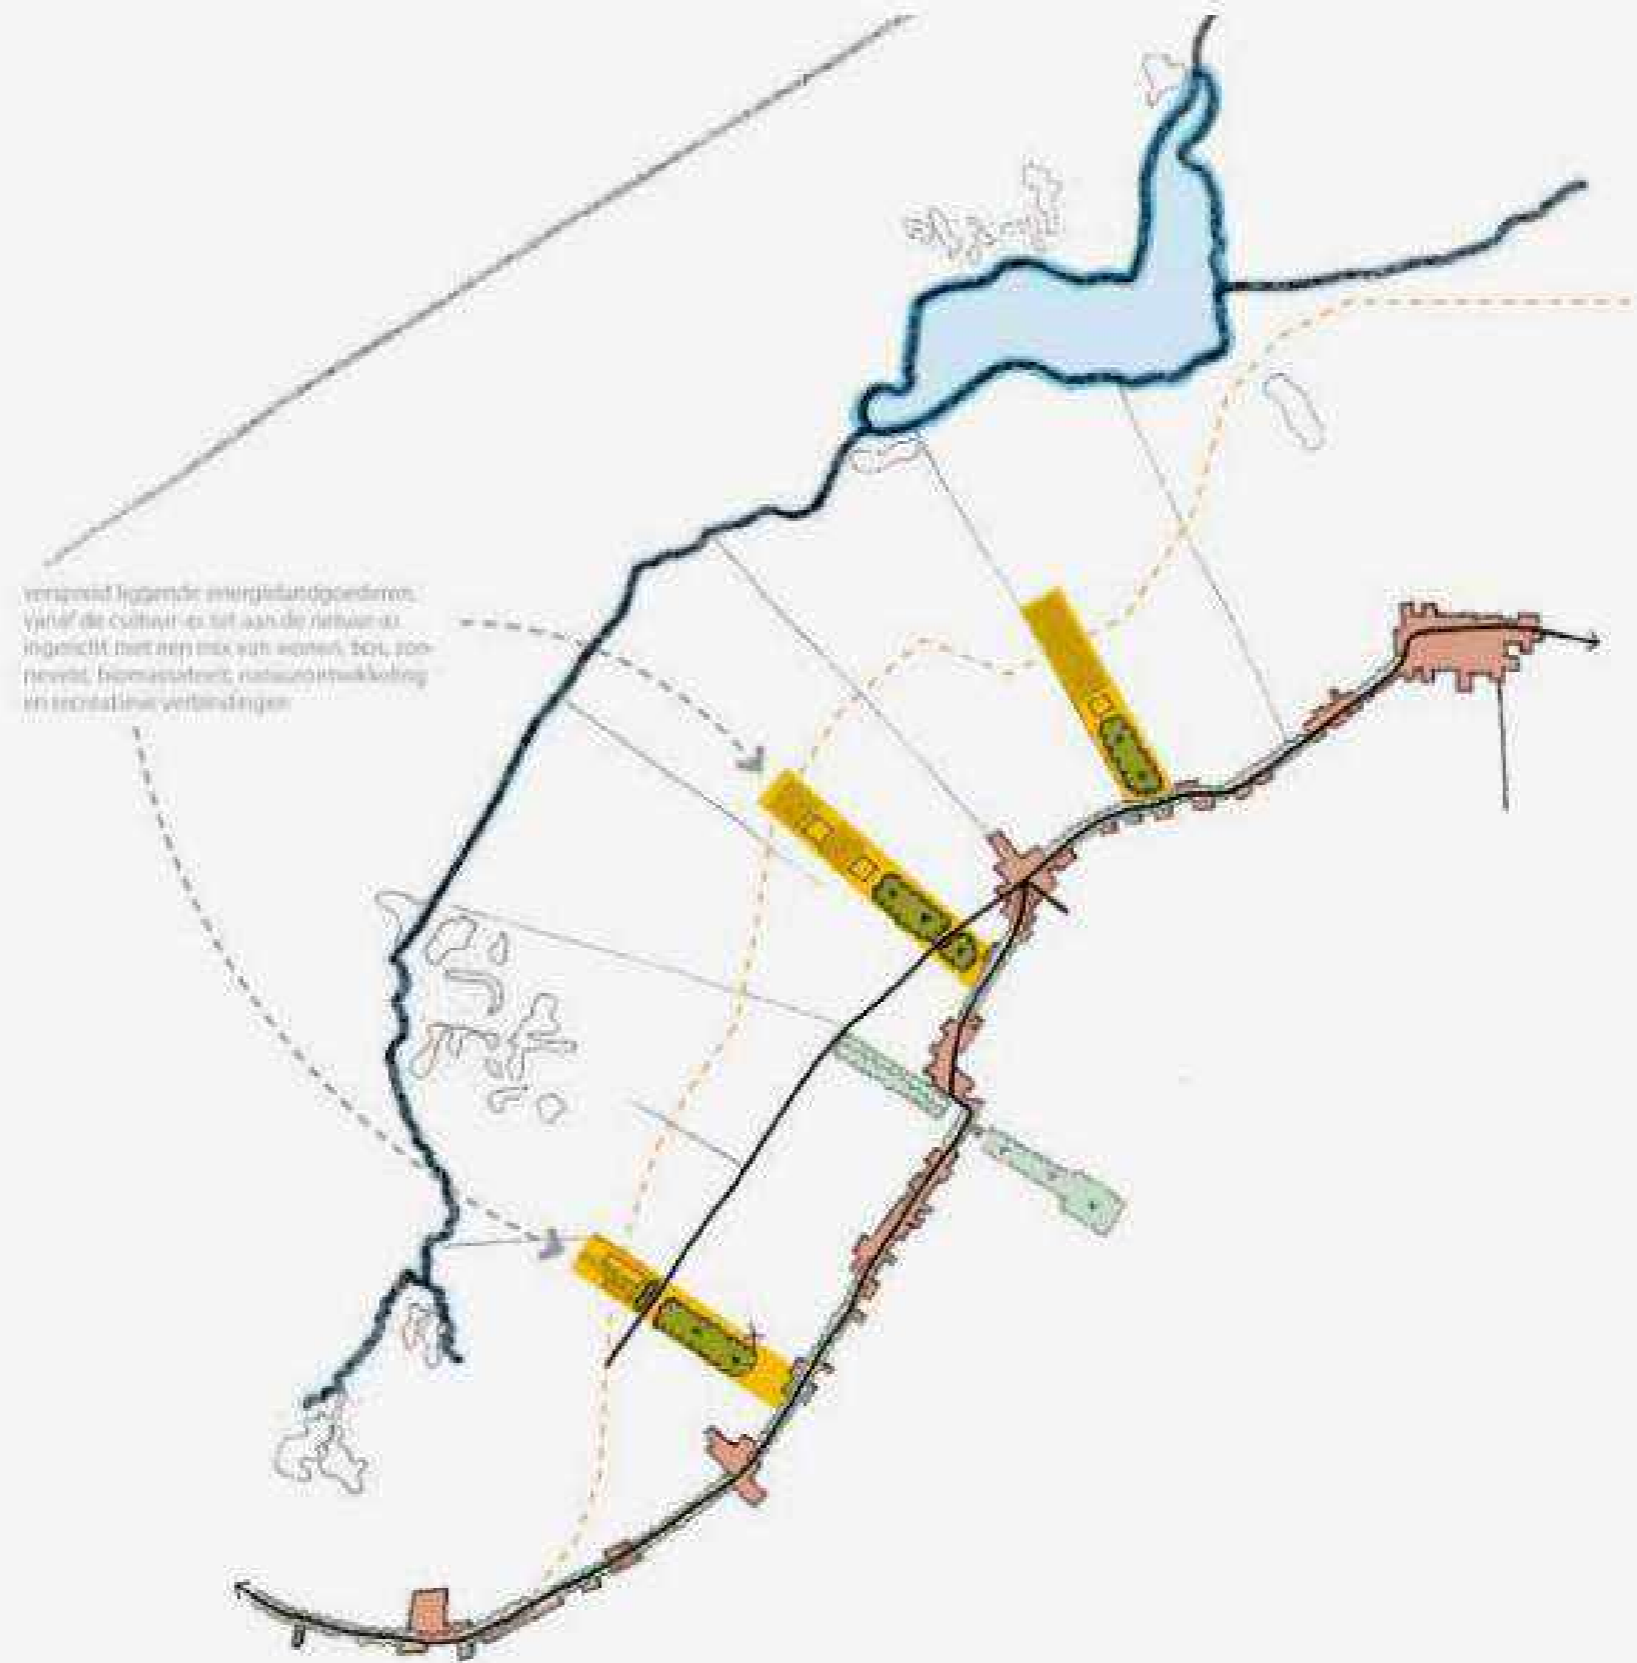 verspreid liggende energielandgoederen,
vanaf de cultuur-as tot aan de natuur-as
ingericht met een mix van wonen, bos, zon-
neveld, biomassateelt, natuurontwikkeling
en recreatieve verbindingen